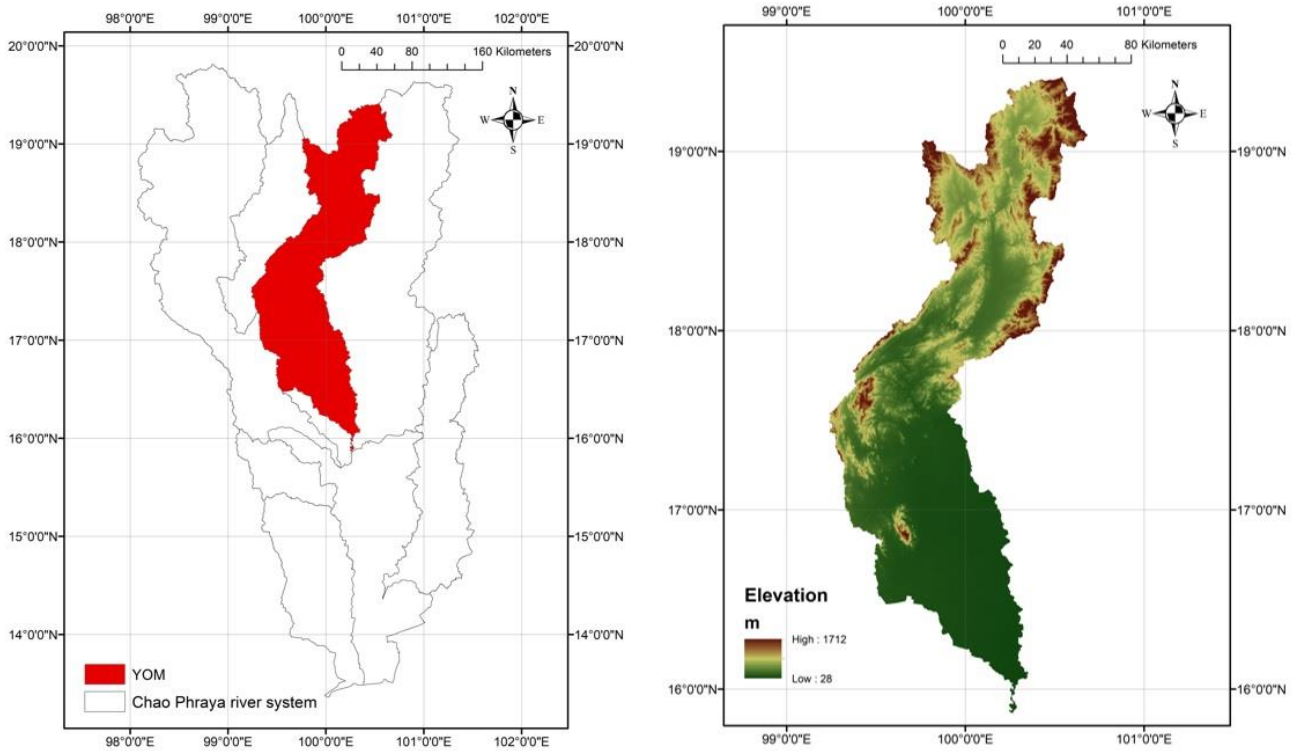 98°0'0"E 99°0'0"E 100°0'0"E 101°0'0"E 102°0'0"E
20°0'0"N 20°0'0"N
0 40 80 160 Kilometers
N
W E
S
19°0'0"N 19°0'0"N
18°0'0"N 18°0'0"N
17°0'0"N 17°0'0"N
16°0'0"N 16°0'0"N
15°0'0"N 15°0'0"N
14°0'0"N 14°0'0"N
YOM
Chao Phraya river system
98°0'0"E 99°0'0"E 100°0'0"E 101°0'0"E 102°0'0"E
99°0'0"E 100°0'0"E 101°0'0"E
0 20 40 80 Kilometers
N
W E
S
19°0'0"N 19°0'0"N
18°0'0"N 18°0'0"N
17°0'0"N 17°0'0"N
Elevation
m
High : 1712
Low : 28
16°0'0"N 16°0'0"N
99°0'0"E 100°0'0"E 101°0'0"E